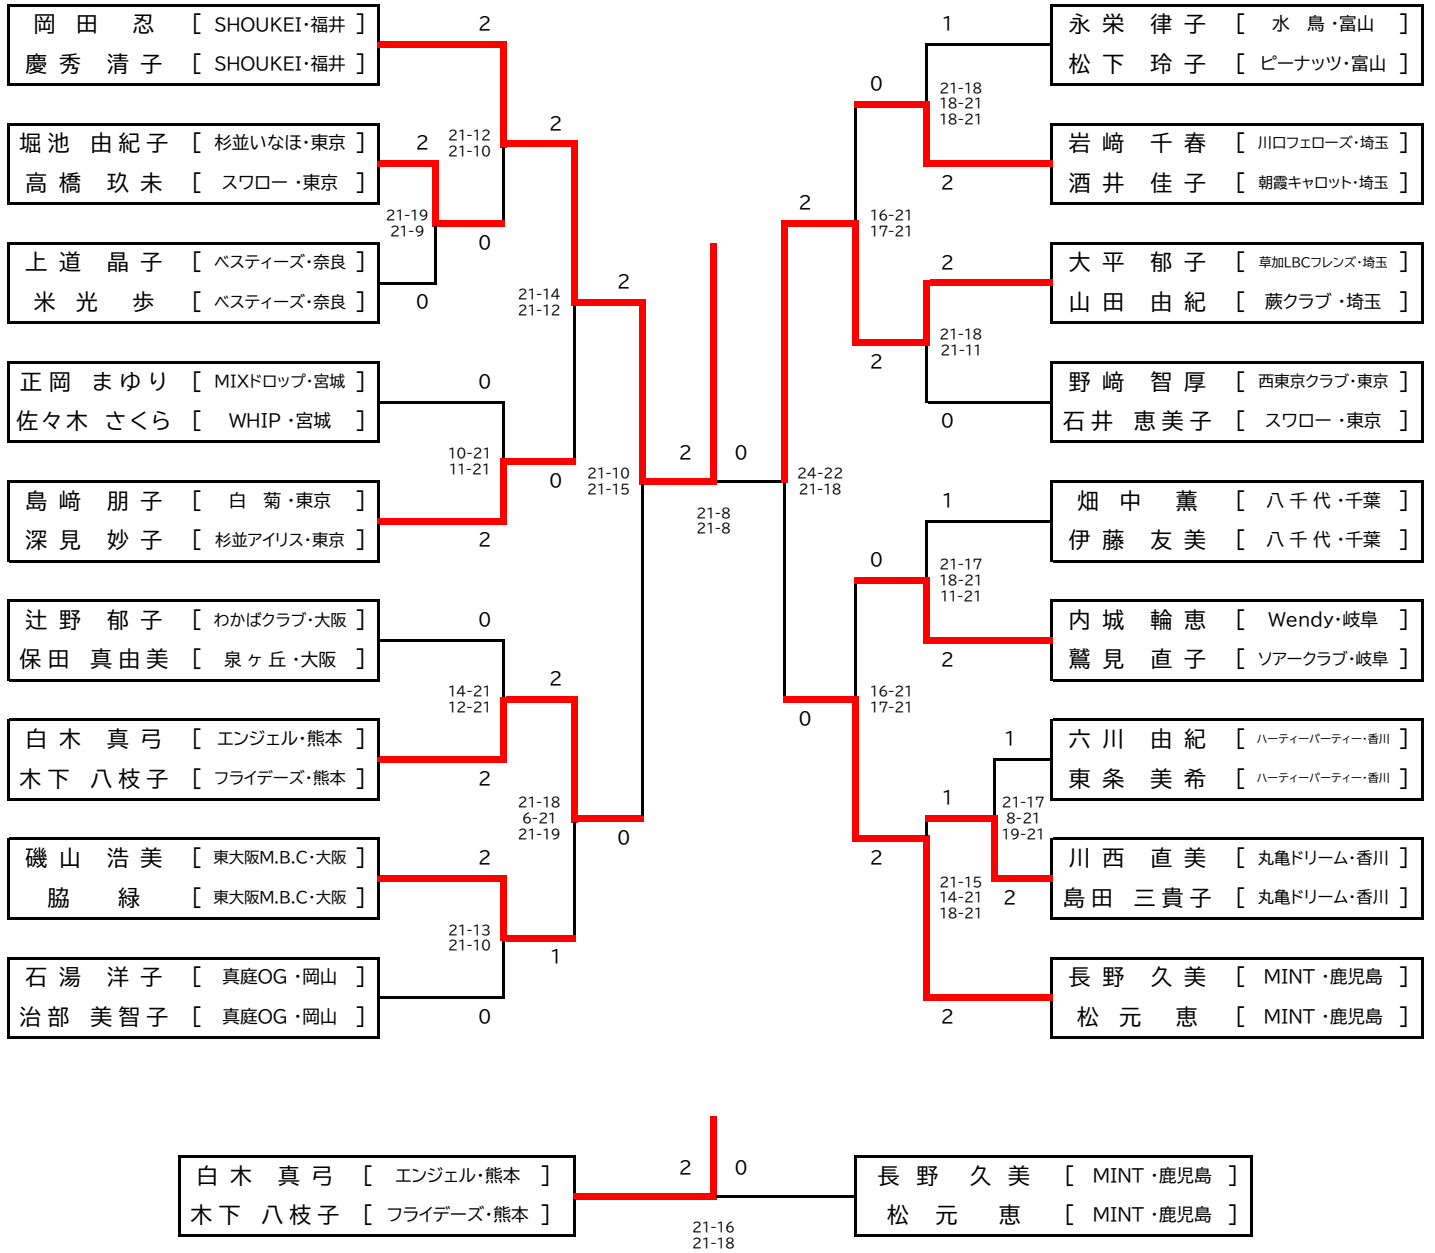 岡田 忍 [ SHOUKEI・福井 ]
慶秀 清子 [ SHOUKEI・福井 ]
堀池 由紀子 [ 杉並いなほ・東京 ]
高橋 玖未 [ スワロー ・東京 ]
上道 晶子 [ ベスティーズ・奈良 ]
米光 歩 [ ベスティーズ・奈良 ]
正岡 まゆり [ MIXドロップ・宮城 ]
佐々木 さくら [ WHIP ・宮城 ]
島﨑 朋子 [ 白 菊 ・東京 ]
深見 妙子 [ 杉並アイリス・東京 ]
辻野 郁子 [ わかばクラブ・大阪 ]
保田 真由美 [ 泉ヶ丘・大阪 ]
白木 真弓 [ エンジェル・熊本 ]
木下 八枝子 [ フライデーズ・熊本 ]
磯山 浩美 [ 東大阪M.B.C・大阪 ]
脇 緑 [ 東大阪M.B.C・大阪 ]
石湯 洋子 [ 真庭OG ・岡山 ]
治部 美智子 [ 真庭OG ・岡山 ]
2
2
21-19
21-9
0
0
21-12
21-10
2
0
10-21
11-21
2
0
21-14
21-12
2
0
14-21
12-21
2
2
2
21-13
21-10
0
1
21-18
6-21
21-19
0
21-10
21-15
2
0
21-8
21-8
永栄 律子 [ 水 鳥 ・富山 ]
松下 玲子 [ ピーナッツ・富山 ]
岩﨑 千春 [ 川口フェローズ・埼玉 ]
酒井 佳子 [ 朝霞キャロット・埼玉 ]
大平 郁子 [ 草加LBCフレンズ・埼玉 ]
山田 由紀 [ 蕨クラブ ・埼玉 ]
野﨑 智厚 [ 西東京クラブ・東京 ]
石井 恵美子 [ スワロー ・東京 ]
畑中 薫 [ 八千代・千葉 ]
伊藤 友美 [ 八千代・千葉 ]
内城 輪恵 [ Wendy・岐阜 ]
鷲見 直子 [ ソアークラブ・岐阜 ]
六川 由紀 [ ハーティーパーティー・香川 ]
東条 美希 [ ハーティーパーティー・香川 ]
川西 直美 [ 丸亀ドリーム・香川 ]
島田 三貴子 [ 丸亀ドリーム・香川 ]
長野 久美 [ MINT ・鹿児島 ]
松元 恵 [ MINT ・鹿児島 ]
1
21-18
18-21
18-21
2
0
16-21
17-21
2
2
21-18
21-11
0
2
24-22
21-18
0
1
21-17
18-21
11-21
2
0
16-21
17-21
2
1
21-17
8-21
19-21
2
1
21-15
14-21
18-21
2
白木 真弓 [ エンジェル・熊本 ]
木下 八枝子 [ フライデーズ・熊本 ]
2
0
21-16
21-18
長野 久美 [ MINT ・鹿児島 ]
松元 恵 [ MINT ・鹿児島 ]